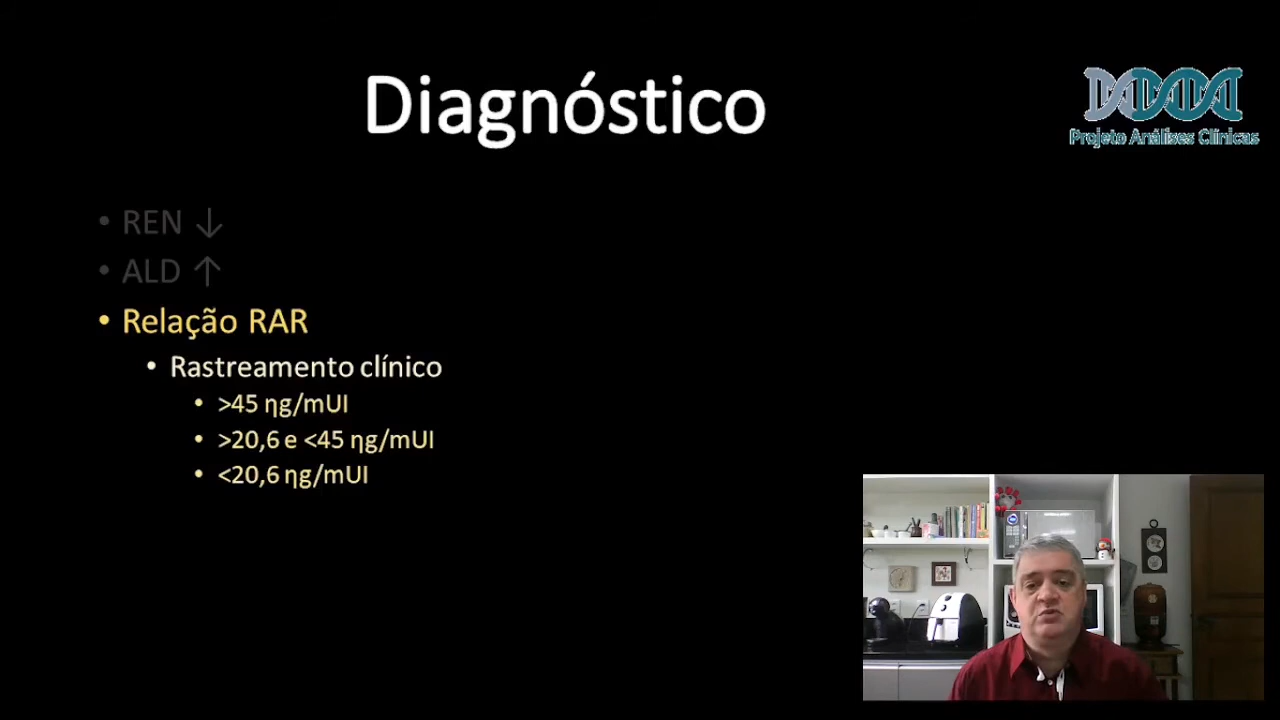 Diagnóstico
Projeto Análises Clínicas
• REN ↓
• ALD ↑
• Relação RAR
• Rastreamento clínico
• >45 ηg/mUI
• >20,6 e <45 ηg/mUI
• <20,6 ηg/mUI